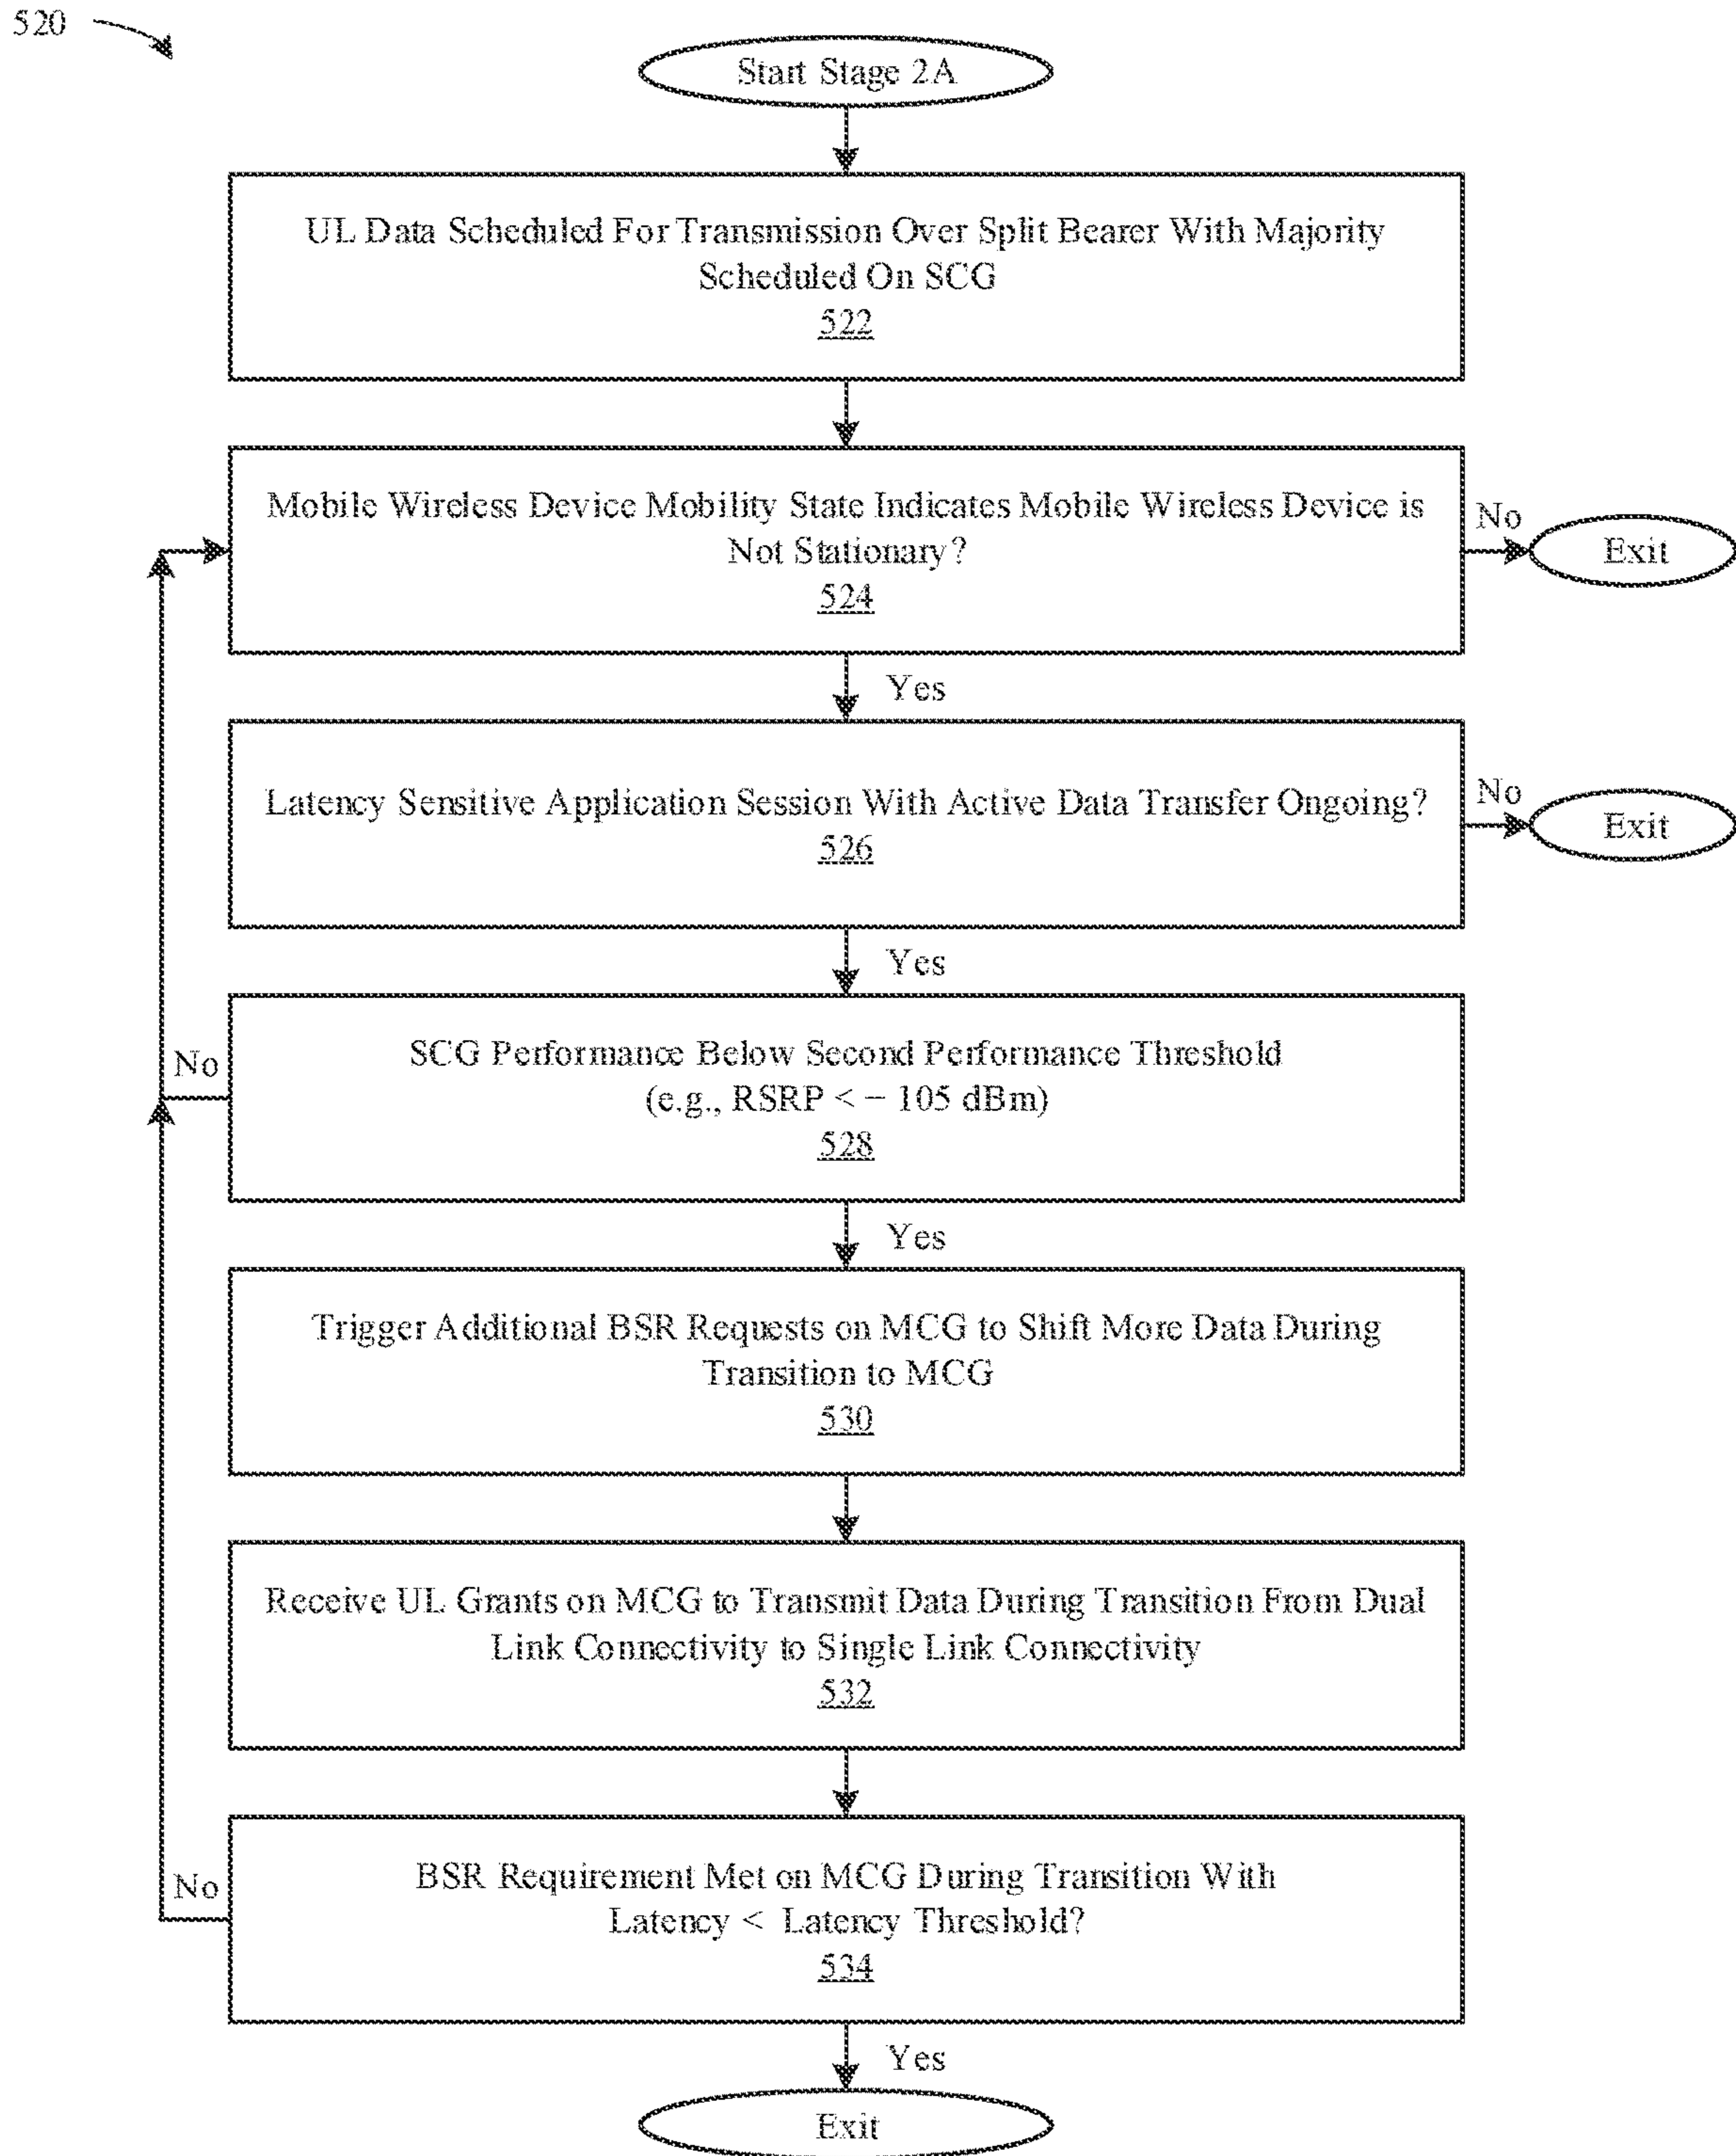 520
Start Stage 2A
UL Data Scheduled For Transmission Over Split Bearer With Majority
Scheduled On SCG
522
Mobile Wireless Device Mobility State Indicates Mobile Wireless Device is
Not Stationary?
524
No
Exit
Yes
Latency Sensitive Application Session With Active Data Transfer Ongoing?
526
No
Exit
Yes
SCG Performance Below Second Performance Threshold
(e.g., RSRP < − 105 dBm)
528
No
Yes
Trigger Additional BSR Requests on MCG to Shift More Data During
Transition to MCG
530
Receive UL Grants on MCG to Transmit Data During Transition From Dual
Link Connectivity to Single Link Connectivity
532
BSR Requirement Met on MCG During Transition With
Latency < Latency Threshold?
534
No
Yes
Exit